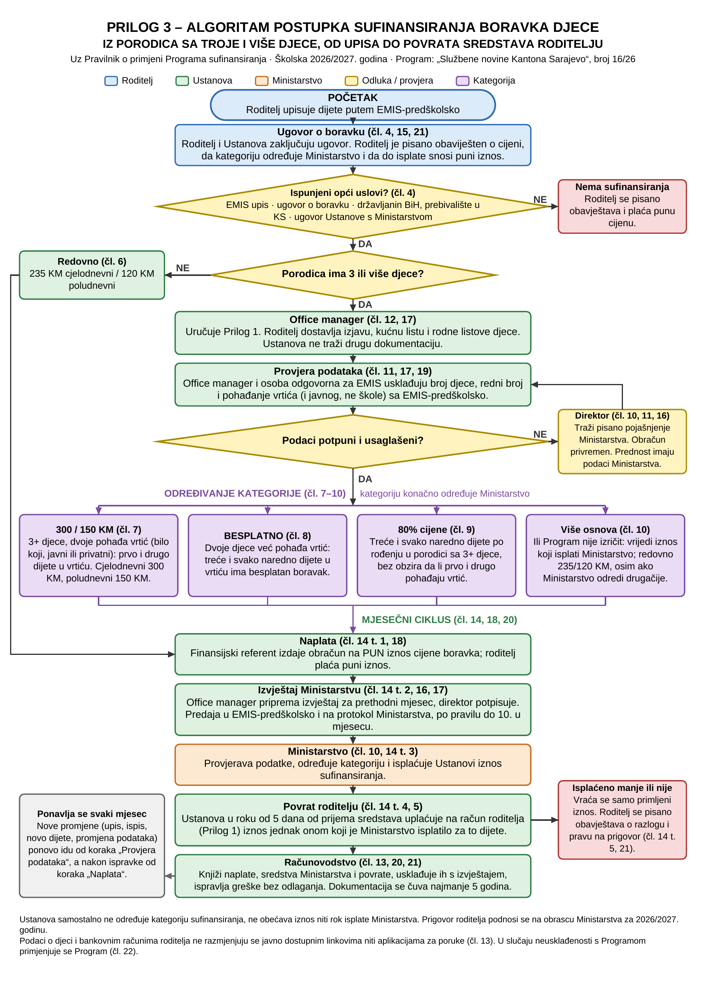 PRILOG 3 – ALGORITAM POSTUPKA SUFINANSIRANJA BORAVKA DJECE
IZ PORODICA SA TROJE I VIŠE DJECE, OD UPISA DO POVRATA SREDSTAVA RODITELJU
Uz Pravilnik o primjeni Programa sufinansiranja · Školska 2026/2027. godina · Program: „Službene novine Kantona Sarajevo“, broj 16/26
Roditelj
Ustanova
Ministarstvo
Odluka / provjera
Kategorija
POČETAK
Roditelj upisuje dijete putem EMIS-predškolsko
Ugovor o boravku (čl. 4, 15, 21)
Roditelj i Ustanova zaključuju ugovor. Roditelj je pisano obaviješten o cijeni,
da kategoriju određuje Ministarstvo i da do isplate snosi puni iznos.
Ispunjeni opći uslovi? (čl. 4)
EMIS upis · ugovor o boravku · državljanin BiH, prebivalište u
KS · ugovor Ustanove s Ministarstvom
NE
Nema sufinansiranja
Roditelj se pisano
obavještava i plaća punu
cijenu.
DA
Redovno (čl. 6)
235 KM cjelodnevni / 120 KM
poludnevni
NE
Porodica ima 3 ili više djece?
DA
Office manager (čl. 12, 17)
Uručuje Prilog 1. Roditelj dostavlja izjavu, kućnu listu i rodne listove djece.
Ustanova ne traži drugu dokumentaciju.
Provjera podataka (čl. 11, 17, 19)
Office manager i osoba odgovorna za EMIS usklađuju broj djece, redni broj
i pohađanje vrtića (i javnog, ne škole) sa EMIS-predškolsko.
Podaci potpuni i usaglašeni?
NE
Direktor (čl. 10, 11, 16)
Traži pisano pojašnjenje
Ministarstva. Obračun
privremen. Prednost imaju
podaci Ministarstva.
DA
ODREĐIVANJE KATEGORIJE (čl. 7–10)
kategoriju konačno određuje Ministarstvo
300 / 150 KM (čl. 7)
3+ djece, dvoje pohađa vrtić (bilo
koji, javni ili privatni): prvo i drugo
dijete u vrtiću. Cjelodnevni 300
KM, poludnevni 150 KM.
BESPLATNO (čl. 8)
Dvoje djece već pohađa vrtić:
treće i svako naredno dijete u
vrtiću ima besplatan boravak.
80% cijene (čl. 9)
Treće i svako naredno dijete po
rođenju u porodici sa 3+ djece,
bez obzira da li prvo i drugo
pohađaju vrtić.
Više osnova (čl. 10)
Ili Program nije izričit: vrijedi iznos
koji isplati Ministarstvo; redovno
235/120 KM, osim ako
Ministarstvo odredi drugačije.
MJESEČNI CIKLUS (čl. 14, 18, 20)
Naplata (čl. 14 t. 1, 18)
Finansijski referent izdaje obračun na PUN iznos cijene boravka; roditelj
plaća puni iznos.
Izvještaj Ministarstvu (čl. 14 t. 2, 16, 17)
Office manager priprema izvještaj za prethodni mjesec, direktor potpisuje.
Predaja u EMIS-predškolsko i na protokol Ministarstva, po pravilu do 10. u
mjesecu.
Ministarstvo (čl. 10, 14 t. 3)
Provjerava podatke, određuje kategoriju i isplaćuje Ustanovi iznos
sufinansiranja.
Povrat roditelju (čl. 14 t. 4, 5)
Ustanova u roku od 5 dana od prijema sredstava uplaćuje na račun roditelja
(Prilog 1) iznos jednak onom koji je Ministarstvo isplatilo za to dijete.
Isplaćeno manje ili nije
Vraća se samo primljeni
iznos. Roditelj se pisano
obavještava o razlogu i
pravu na prigovor (čl. 14 t.
5, 21).
Ponavlja se svaki mjesec
Nove promjene (upis, ispis,
novo dijete, promjena podataka)
ponovo idu od koraka „Provjera
podataka“, a nakon ispravke od
koraka „Naplata“.
Računovodstvo (čl. 13, 20, 21)
Knjiži naplate, sredstva Ministarstva i povrate, usklađuje ih s izvještajem,
ispravlja greške bez odlaganja. Dokumentacija se čuva najmanje 5 godina.
Ustanova samostalno ne određuje kategoriju sufinansiranja, ne obećava iznos niti rok isplate Ministarstva. Prigovor roditelja podnosi se na obrascu Ministarstva za 2026/2027.
godinu.
Podaci o djeci i bankovnim računima roditelja ne razmjenjuju se javno dostupnim linkovima niti aplikacijama za poruke (čl. 13). U slučaju neusklađenosti s Programom
primjenjuje se Program (čl. 22).